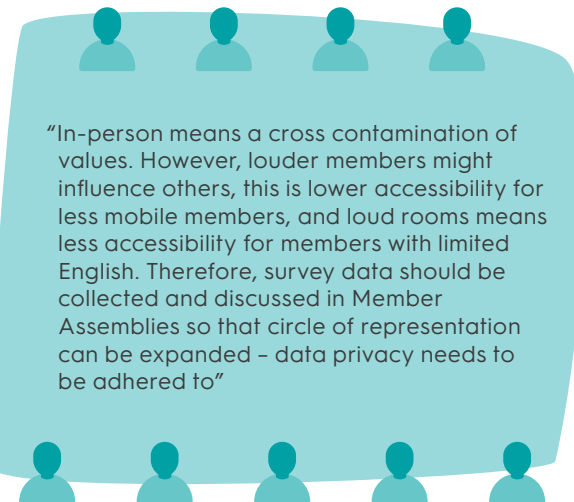 “In-person means a cross contamination of
values. However, louder members might
influence others, this is lower accessibility for
less mobile members, and loud rooms means
less accessibility for members with limited
English. Therefore, survey data should be
collected and discussed in Member
Assemblies so that circle of representation
can be expanded – data privacy needs to
be adhered to”